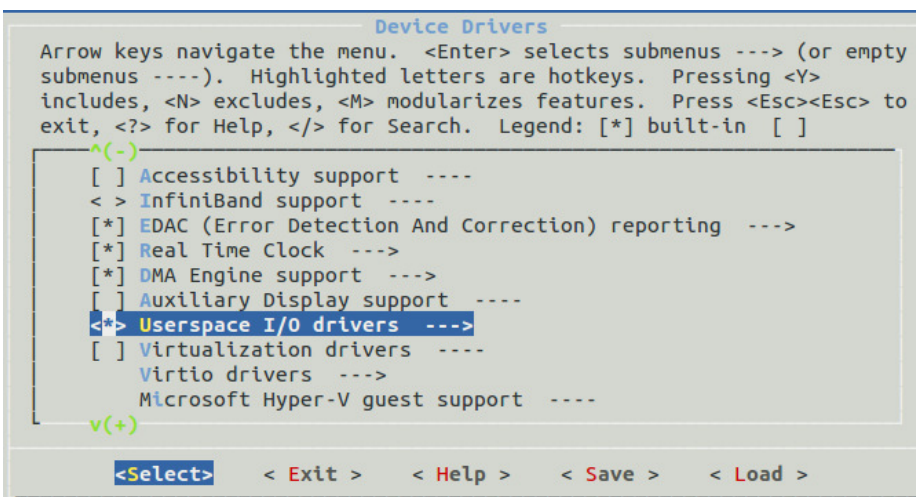 Device Drivers
Arrow keys navigate the menu.  <Enter> selects submenus ---> (or empty
submenus ----).  Highlighted letters are hotkeys.  Pressing <Y>
includes, <N> excludes, <M> modularizes features.  Press <Esc><Esc> to
exit, <?> for Help, </> for Search.  Legend: [*] built-in  [ ]
^(-)
[ ] Accessibility support  ----
< > InfiniBand support  ----
[*] EDAC (Error Detection And Correction) reporting  --->
[*] Real Time Clock  --->
[*] DMA Engine support  --->
[ ] Auxiliary Display support  ----
<*> Userspace I/O drivers  --->
[ ] Virtualization drivers  ----
Virtio drivers  --->
Microsoft Hyper-V guest support  ----
v(+)
<Select>    < Exit >    < Help >    < Save >    < Load >